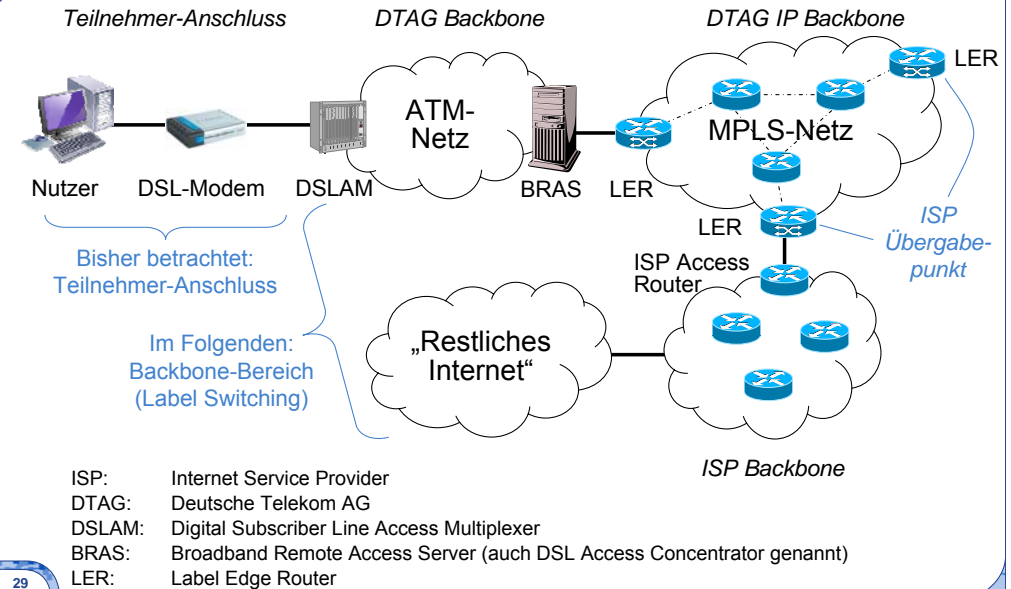 Teilnehmer-Anschluss
DTAG Backbone
DTAG IP Backbone
LER
ATM-
Netz
MPLS-Netz
Nutzer
DSL-Modem
DSLAM
BRAS
LER
LER
ISP
Übergabe-
punkt
Bisher betrachtet:
Teilnehmer-Anschluss
ISP Access
Router
Im Folgenden:
Backbone-Bereich
(Label Switching)
„Restliches
Internet“
ISP Backbone
ISP: Internet Service Provider
DTAG: Deutsche Telekom AG
DSLAM: Digital Subscriber Line Access Multiplexer
BRAS: Broadband Remote Access Server (auch DSL Access Concentrator genannt)
LER: Label Edge Router
29